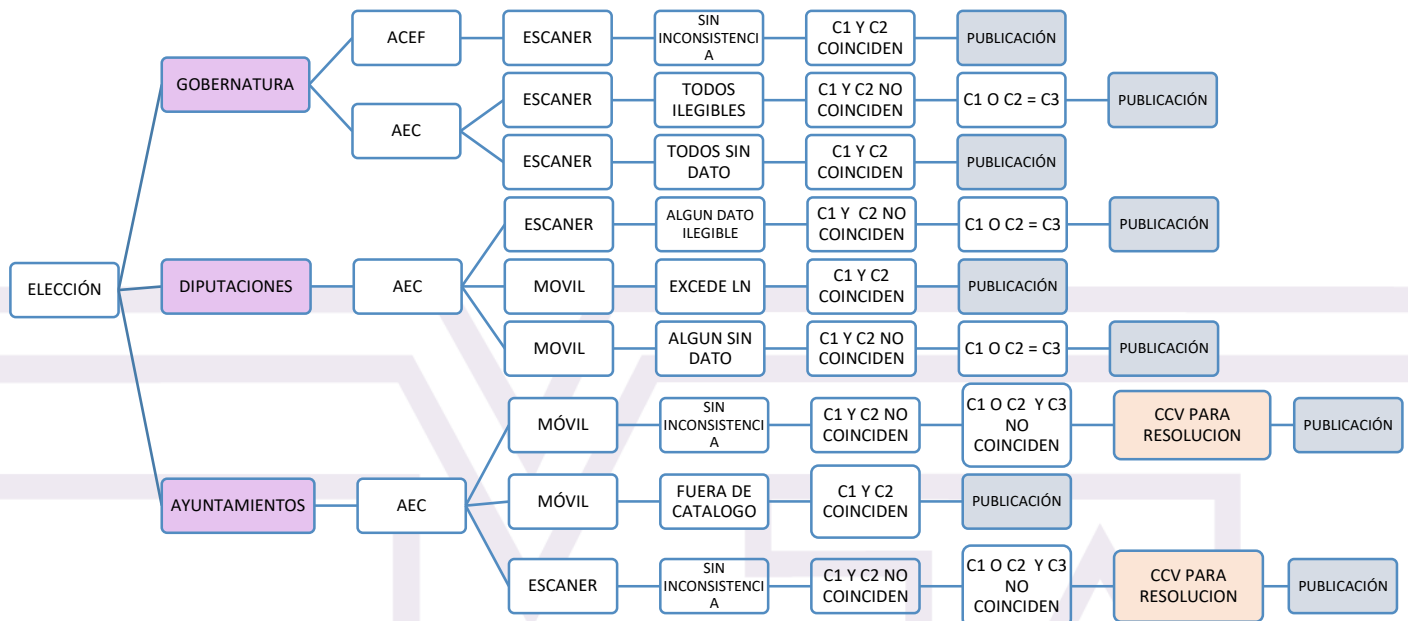 ACEF
ESCANER
SIN
INCONSISTENCI
A
C1 Y C2
COINCIDEN
PUBLICACIÓN
GOBERNATURA
AEC
ESCANER
TODOS
ILEGIBLES
C1 Y C2 NO
COINCIDEN
C1 O C2 = C3
PUBLICACIÓN
ESCANER
TODOS SIN
DATO
C1 Y C2
COINCIDEN
PUBLICACIÓN
ELECCIÓN
DIPUTACIONES
AEC
ESCANER
ALGUN DATO
ILEGIBLE
C1 Y C2 NO
COINCIDEN
C1 O C2 = C3
PUBLICACIÓN
MOVIL
EXCEDE LN
C1 Y C2
COINCIDEN
PUBLICACIÓN
MOVIL
ALGUN SIN
DATO
C1 Y C2 NO
COINCIDEN
C1 O C2 = C3
PUBLICACIÓN
AYUNTAMIENTOS
AEC
MÓVIL
SIN
INCONSISTENCI
A
C1 Y C2 NO
COINCIDEN
C1 O C2 Y C3
NO
COINCIDEN
CCV PARA
RESOLUCION
PUBLICACIÓN
MÓVIL
FUERA DE
CATALOGO
C1 Y C2
COINCIDEN
PUBLICACIÓN
ESCANER
SIN
INCONSISTENCI
A
C1 Y C2 NO
COINCIDEN
C1 O C2 Y C3
NO
COINCIDEN
CCV PARA
RESOLUCION
PUBLICACIÓN